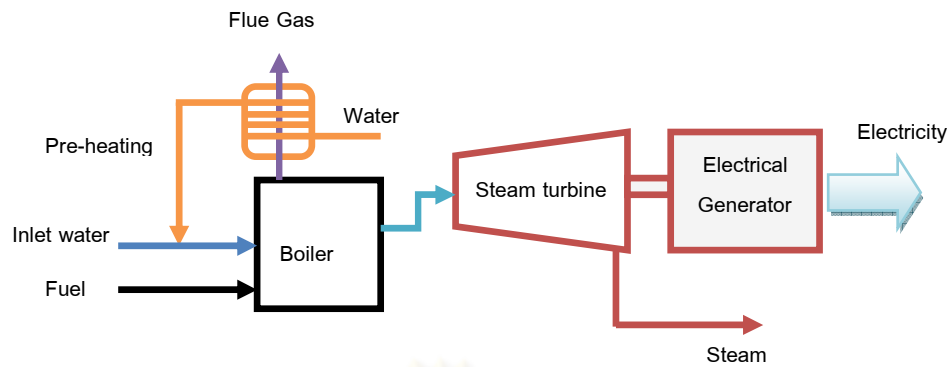 Flue Gas
Water
Pre-heating
Electricity
Steam turbine
Electrical
Generator
Inlet water
Boiler
Fuel
Steam